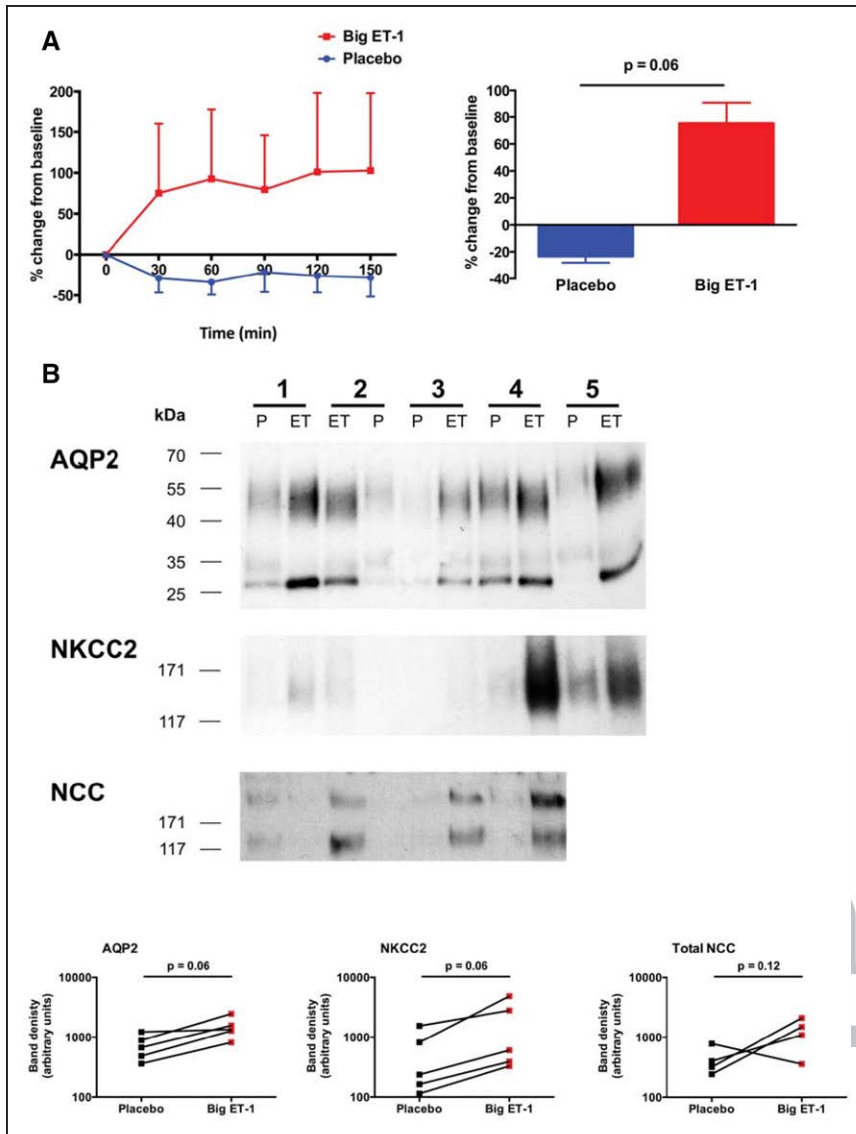 A
Big ET-1
Placebo
% change from baseline
200
150
100
50
0
-50
0 30 60 90 120 150
Time (min)
p = 0.06
% change from baseline
100
80
60
40
20
0
-20
-40
Placebo Big ET-1
B
1 2 3 4 5
kDa
P ET ET P P ET P ET P ET
AQP2
70
55
40
35
25
NKCC2
171
117
NCC
171
117
AQP2
p = 0.06
Band denisty
(arbitrary units)
10000
1000
100
Placebo Big ET-1
NKCC2
p = 0.06
Band denisty
(arbitrary units)
10000
1000
100
Placebo Big ET-1
Total NCC
p = 0.12
Band denisty
(arbitrary units)
10000
1000
100
Placebo Big ET-1